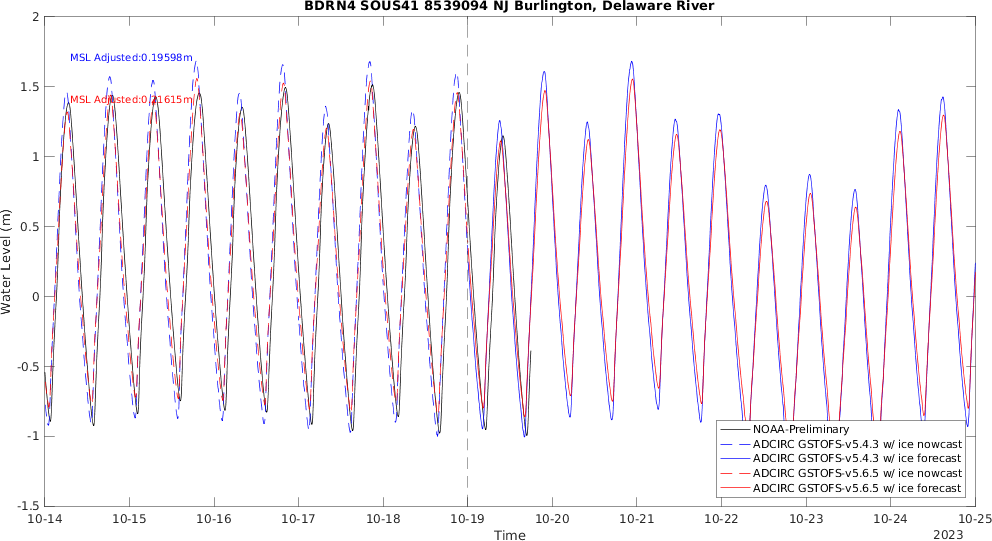 BDRN4 SOUS41 8539094 NJ Burlington, Delaware River
2
1.5
1
0.5
0
-0.5
-1
-1.5
Water Level (m)
MSL Adjusted:0.19598m
MSL Adjusted:
NOAA-Preliminary
ADCIRC GSTOFS-v5.4.3 w/ ice nowcast
ADCIRC GSTOFS-v5.4.3 w/ ice forecast
ADCIRC GSTOFS-v5.6.5 w/ ice nowcast
ADCIRC GSTOFS-v5.6.5 w/ ice forecast
10-14 10-15 10-16 10-17 10-18 10-19 10-20 10-21 10-22 10-23 10-24 10-25
Time
2023